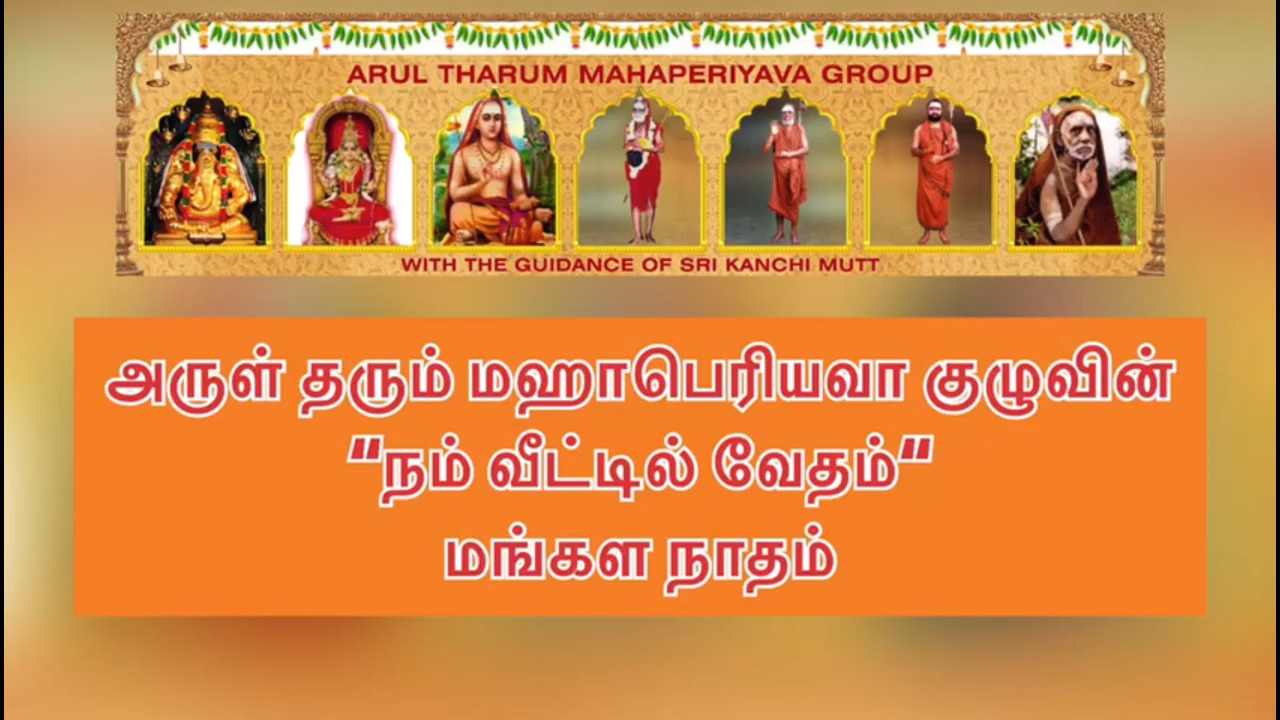 ARUL THARUM MAHAPERIYAVA GROUP
WITH THE GUIDANCE OF SRI KANCHI MUTT
அருள் தரும் மஹாபெரியவா குழுவின்
“நம் வீட்டில் வேதம்“
மங்கள நாதம்